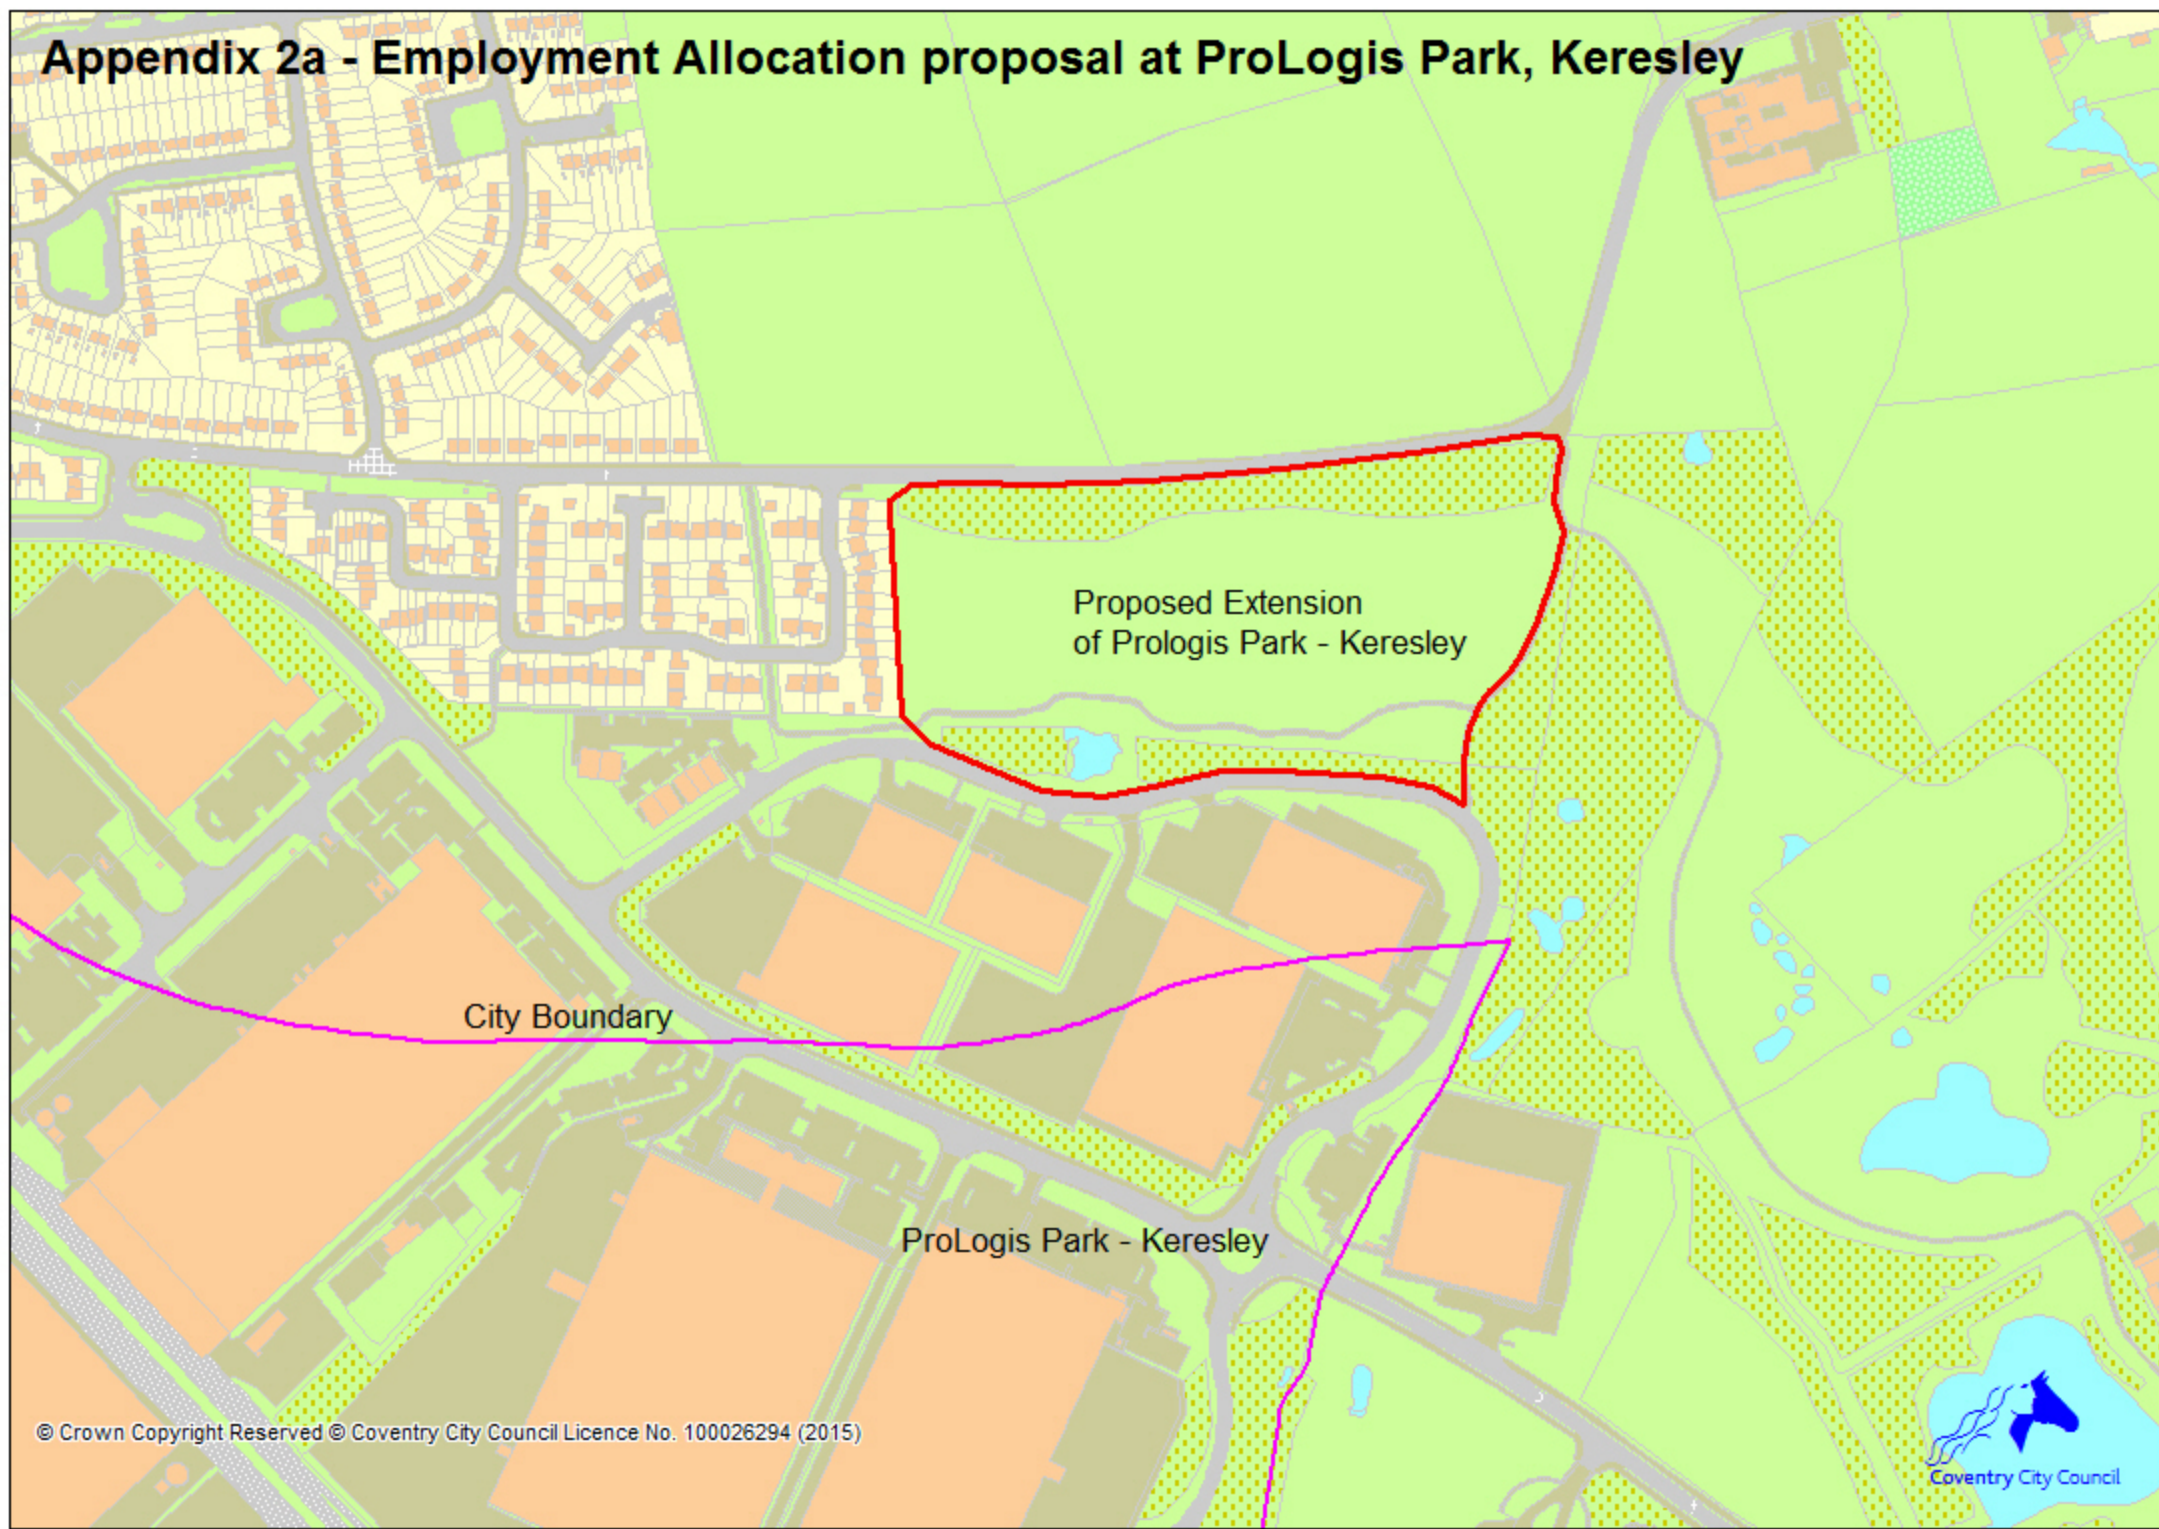 Appendix 2a - Employment Allocation proposal at ProLogis Park, Keresley
Proposed Extension
of Prologis Park - Keresley
City Boundary
ProLogis Park - Keresley
© Crown Copyright Reserved © Coventry City Council Licence No. 100026294 (2015)
Coventry City Council